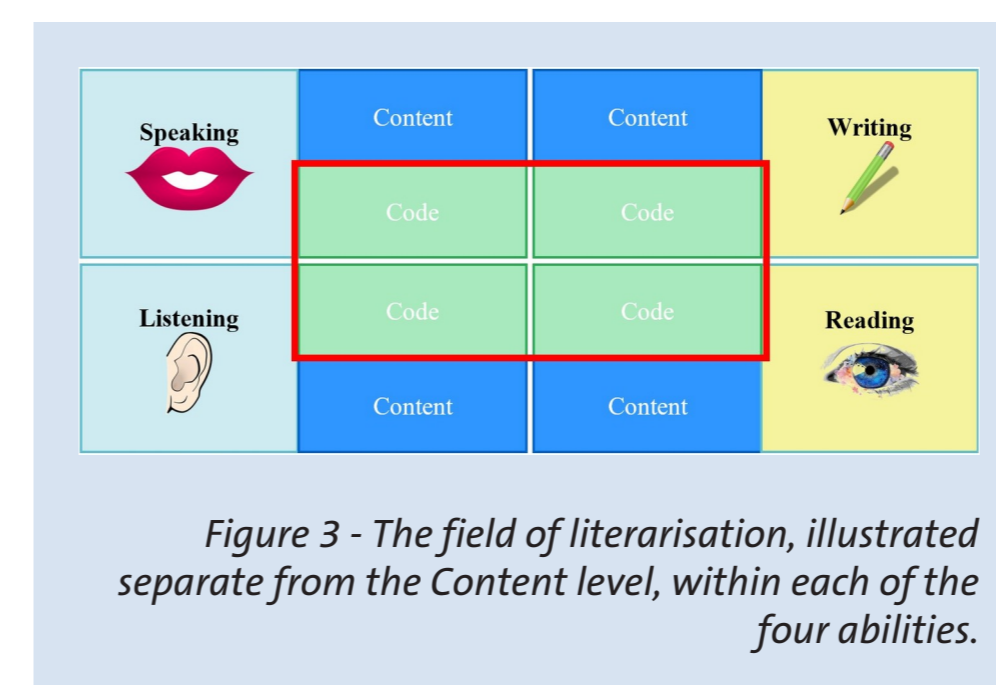 Speaking
Content
Content
Writing
Code
Code
Listening
Code
Code
Reading
Content
Content
Figure 3 - The field of literarisation, illustrated
separate from the Content level, within each of the
four abilities.